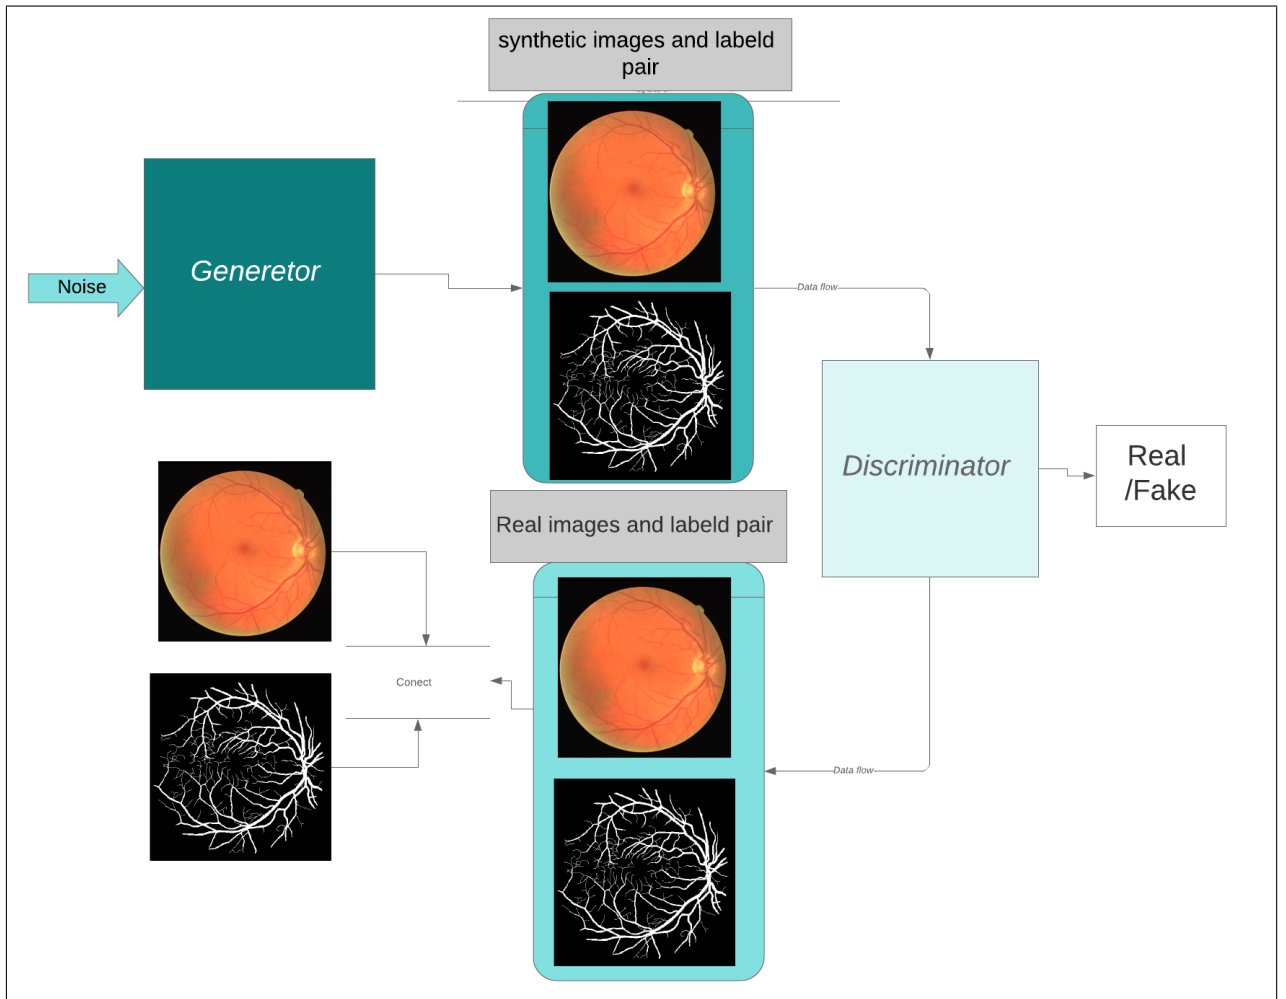 synthetic images and labeld
pair
Noise
Generetor
Data flow
Discriminator
Real
/Fake
Real images and labeld pair
Conect
Data flow